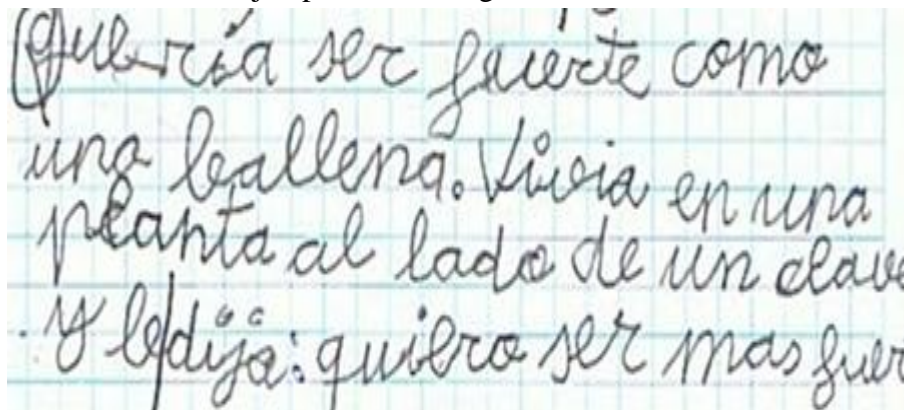 Quería ser fuerte como
una ballena. Vivia en una
planta al lado de un clave
y le dijo: quiero ser mas fuer